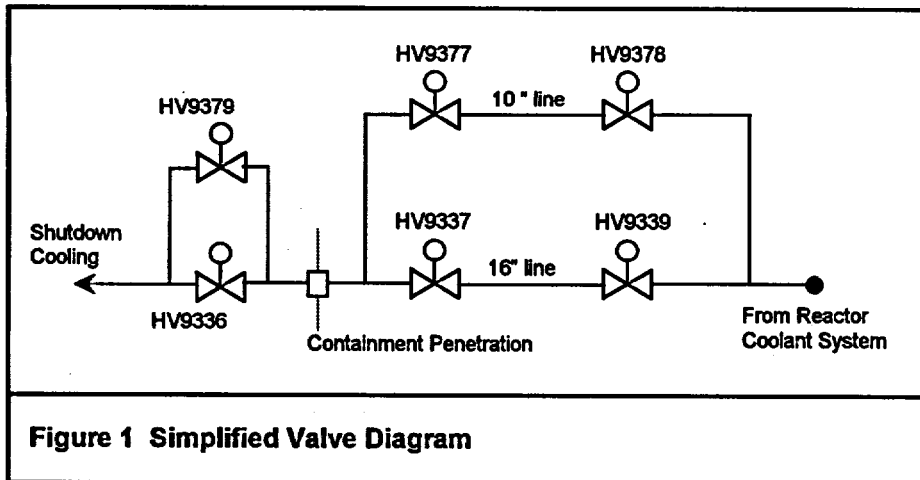 HV9377
HV9378
10 " line
HV9379
HV9337
HV9339
Shutdown
Cooling
16" line
HV9336
Containment Penetration
From Reactor
Coolant System
Figure 1 Simplified Valve Diagram